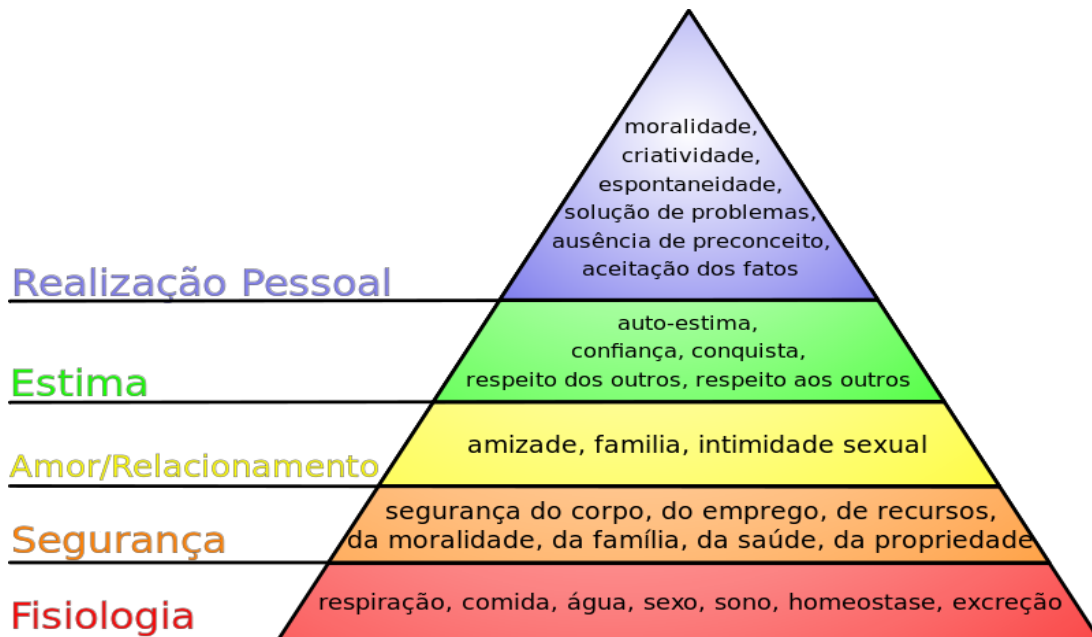 moralidade,
criatividade,
espontaneidade,
solução de problemas,
ausência de preconceito,
aceitação dos fatos
Realização Pessoal
auto-estima,
confiança, conquista,
respeito dos outros, respeito aos outros
Estima
amizade, familia, intimidade sexual
Amor/Relacionamento
segurança do corpo, do emprego, de recursos,
da moralidade, da família, da saúde, da propriedade
Segurança
respiração, comida, água, sexo, sono, homeostase, excreção
Fisiologia